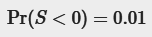 Pr(S < 0) = 0.01